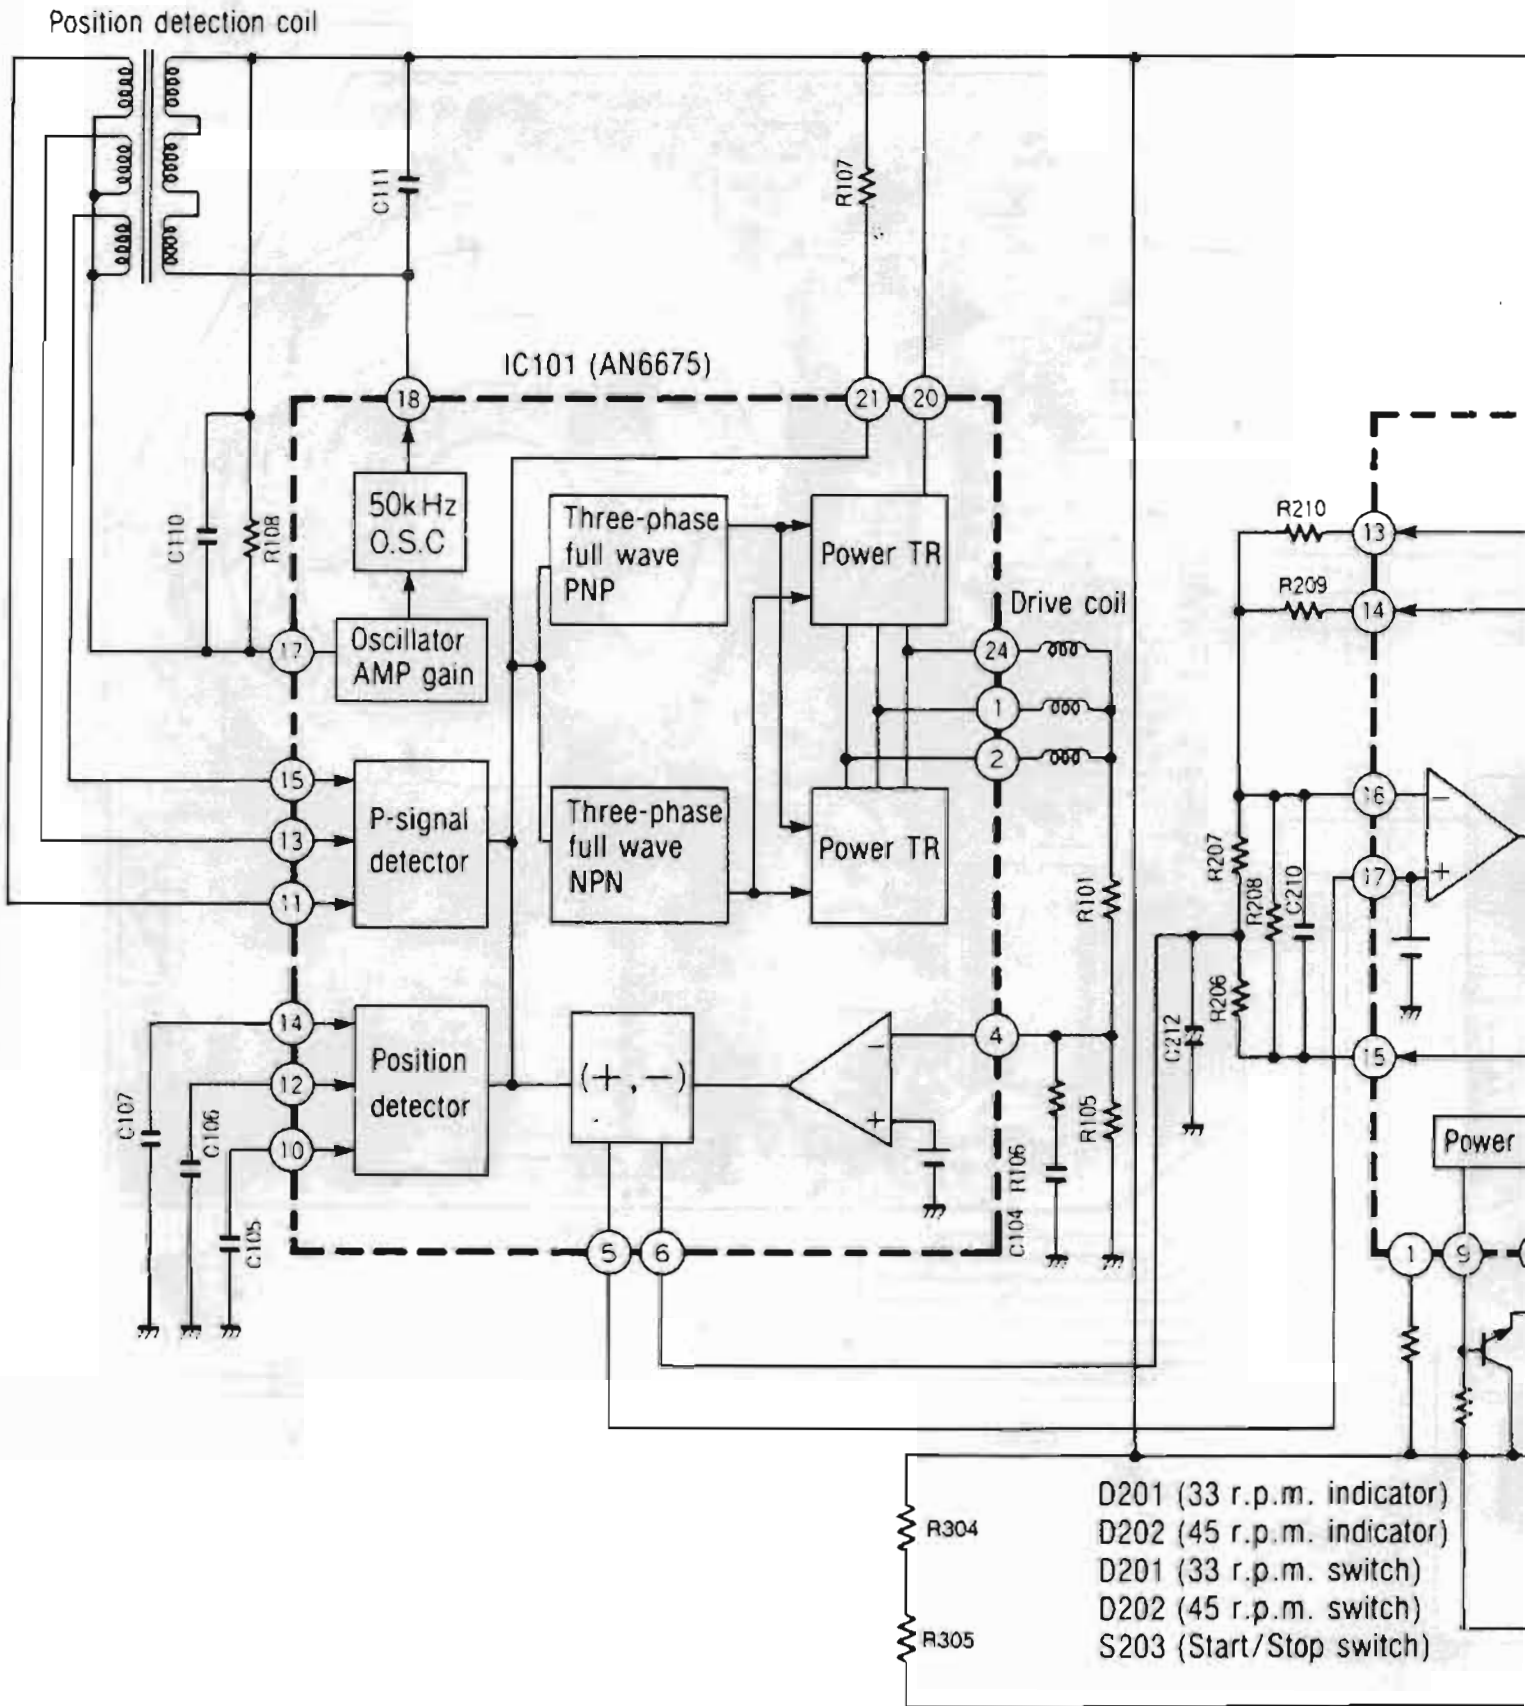 Position detection coil
C111
R107
IC101 (AN6675)
18
21
20
50kHz
O.S.C
Three-phase
full wave
PNP
Power TR
C110
R108
17
Oscillator
AMP gain
Drive coil
24
1
2
R210
13
R209
14
15
13
11
P-signal
detector
Three-phase
full wave
NPN
Power TR
R101
16
−
17
+
R207
R208
C210
R206
C212
15
14
12
10
Position
detector
(+,−)
−
+
4
R105
R106
C104
C107
C106
C105
Power
5
6
1
9
R304
R305
D201 (33 r.p.m. indicator)
D202 (45 r.p.m. indicator)
D201 (33 r.p.m. switch)
D202 (45 r.p.m. switch)
S203 (Start/Stop switch)